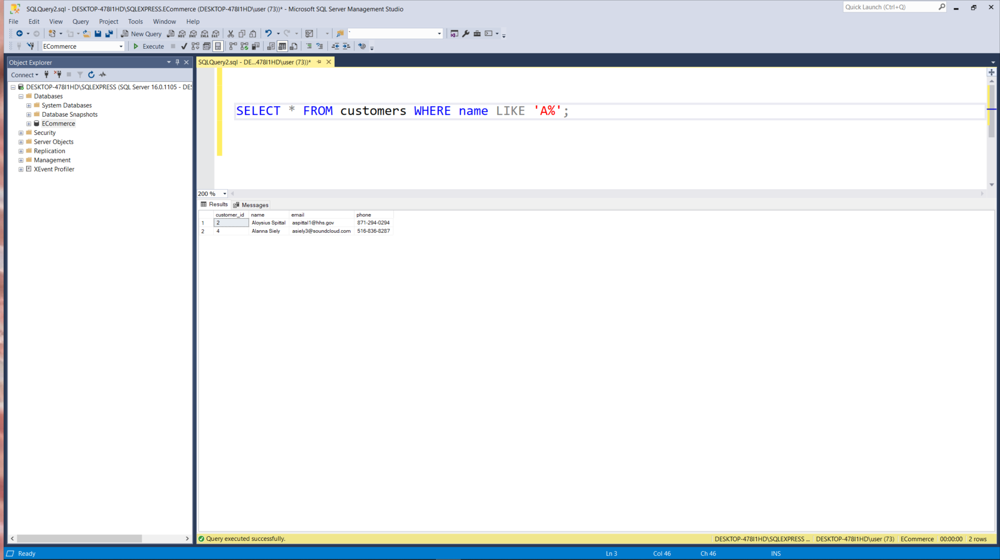 SQLQuery2.sql - DESKTOP-478I1HD\SQLEXPRESS.ECommerce (DESKTOP-478I1HD\user (73))* - Microsoft SQL Server Management Studio
Quick Launch (Ctrl+Q)
File Edit View Query Project Tools Window Help
New Query MDX DMX XMLA DAX `
ECommerce Execute
Object Explorer
SQLQuery2.sql - DE...478I1HD\user (73))*
Connect
DESKTOP-478I1HD\SQLEXPRESS (SQL Server 16.0.1105 - DES
Databases
System Databases
Database Snapshots
ECommerce
Security
Server Objects
Replication
Management
XEvent Profiler
SELECT * FROM customers WHERE name LIKE 'A%';
200 %
Results Messages
customer_id name email phone
1 2 Aloysius Spittal aspittal1@hhs.gov 871-294-0294
2 4 Alanna Siely asiely3@soundcloud.com 516-836-8287
Query executed successfully.
DESKTOP-478I1HD\SQLEXPRESS ... DESKTOP-478I1HD\user (73) ECommerce 00:00:00 2 rows
Ready Ln 3 Col 46 Ch 46 INS